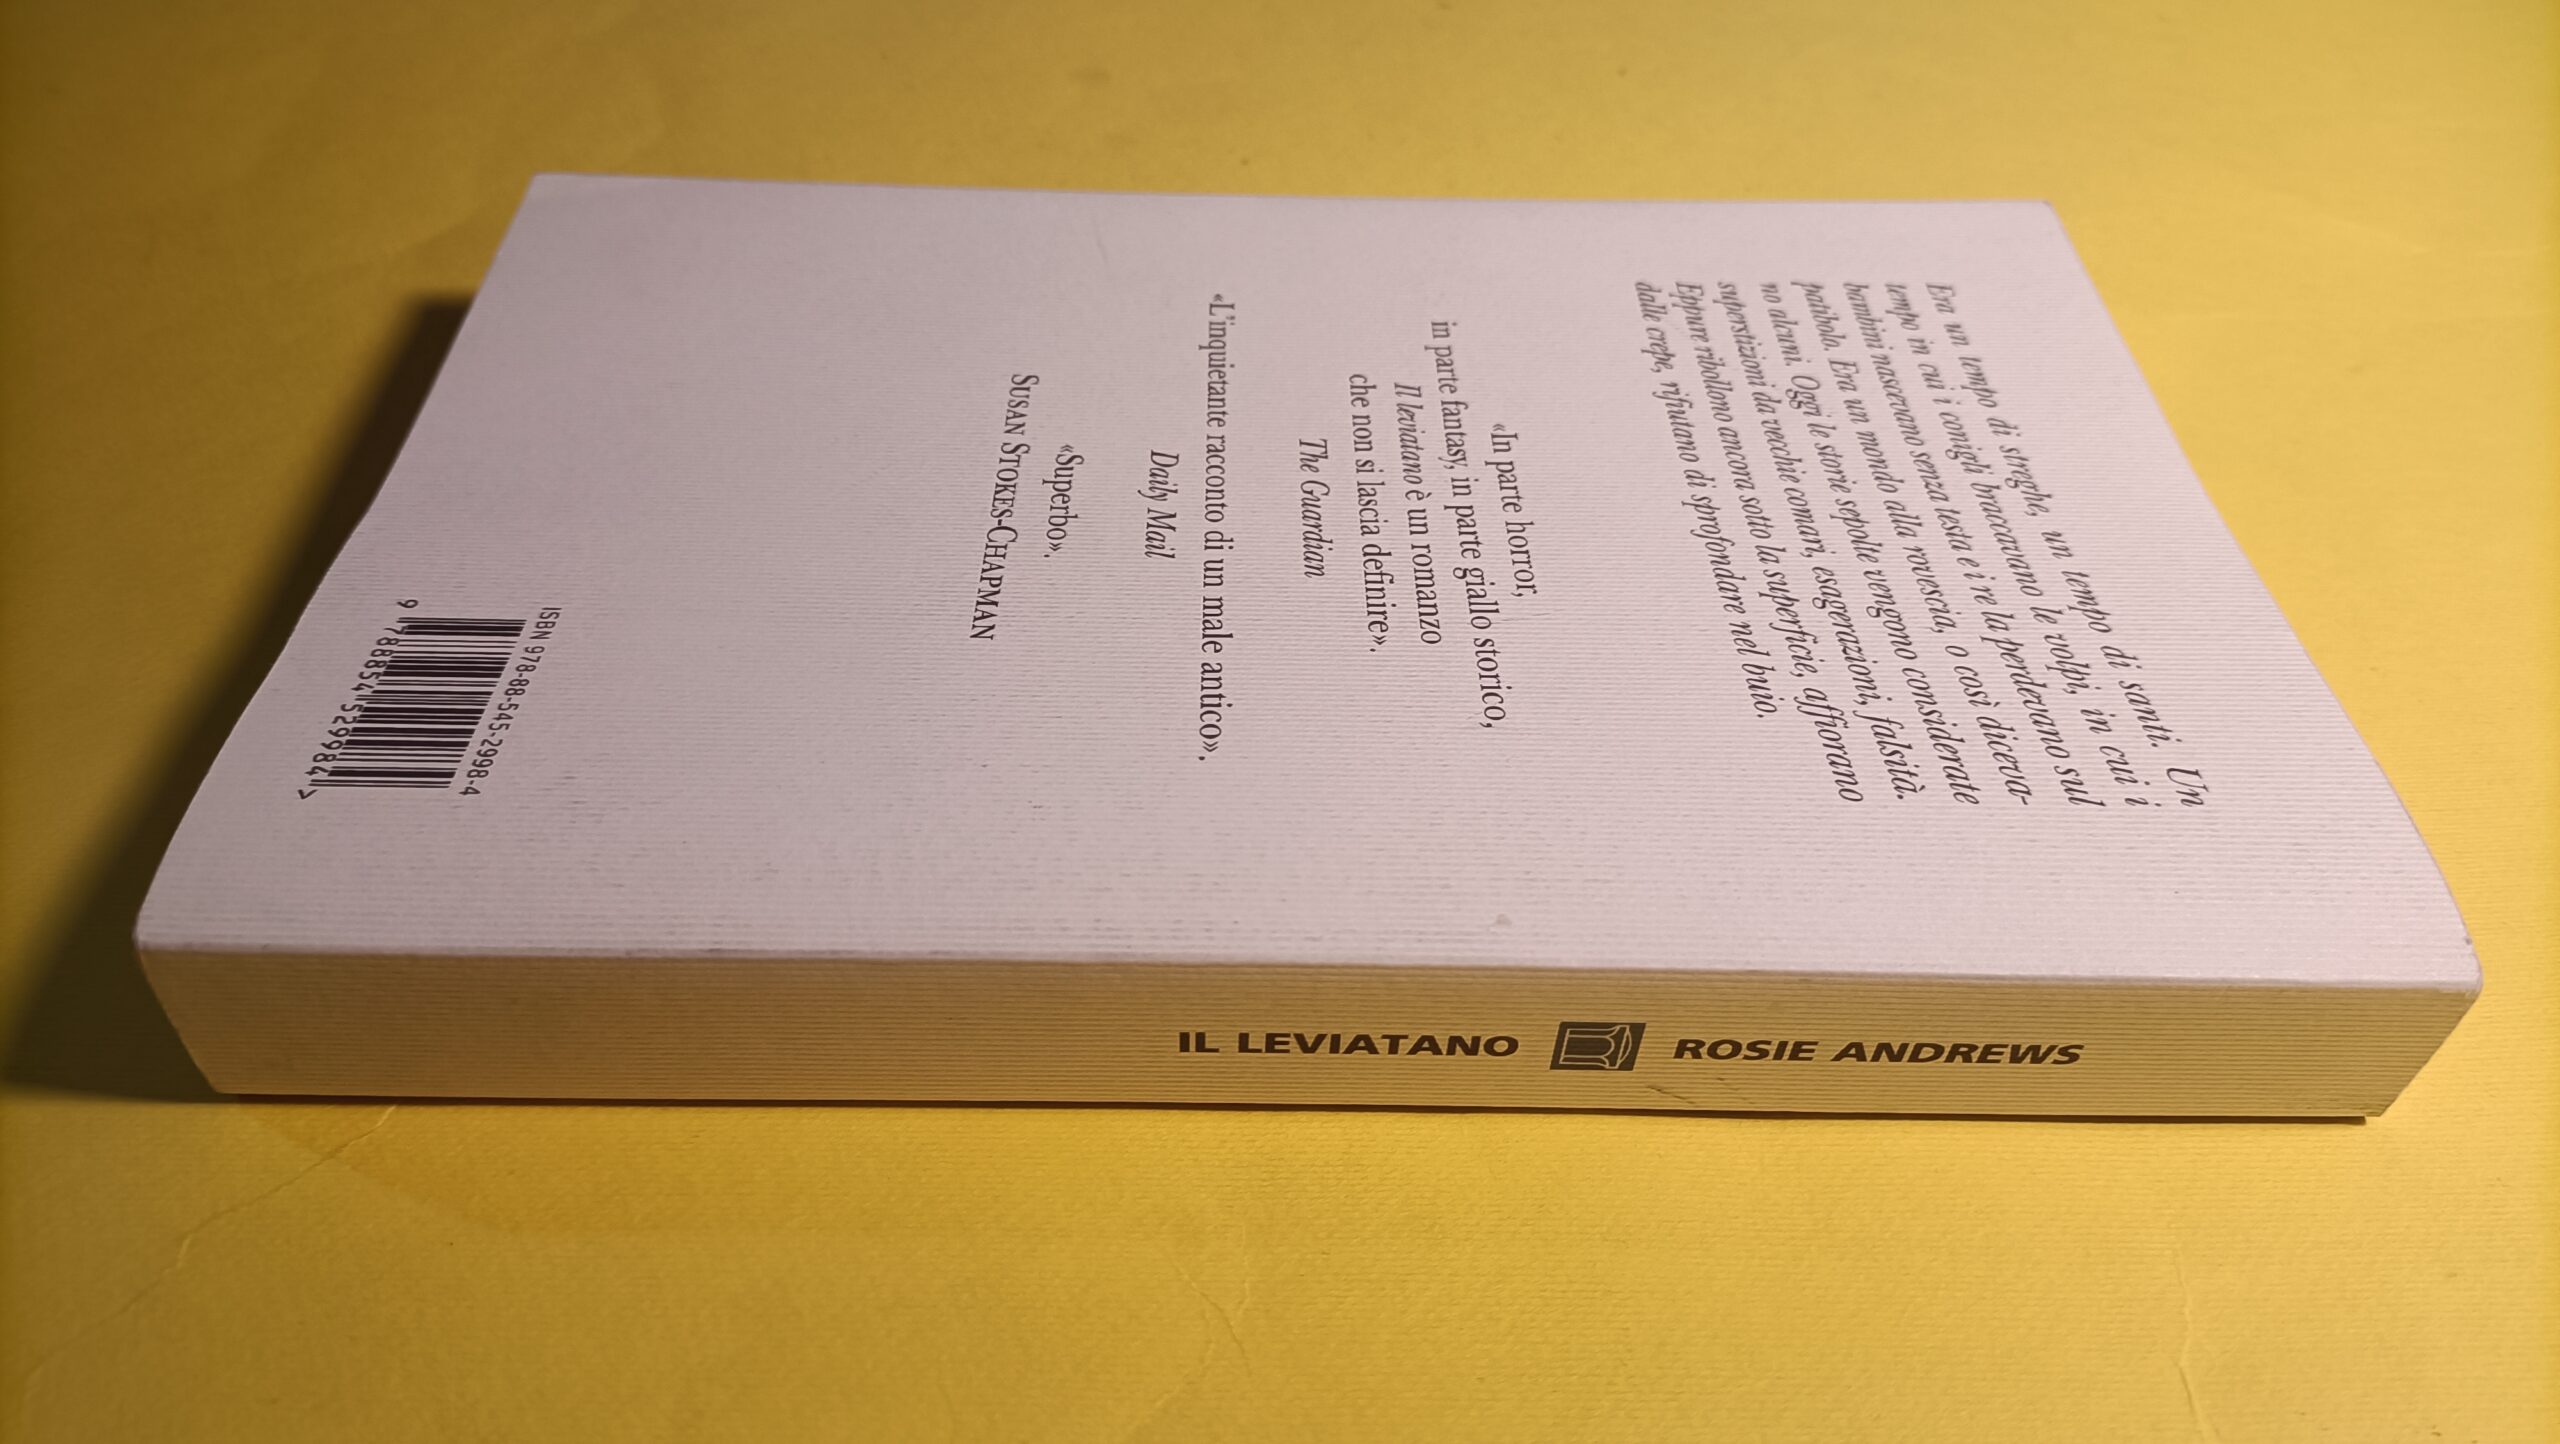 Era un tempo di streghe, un tempo di santi. Un
tempo in cui i conigli braccavano le volpi, in cui i
bambini nascevano senza testa e i re la perdevano sul
patibolo. Era un mondo alla rovescia, o così diceva-
no alcuni. Oggi le storie sepolte vengono considerate
superstizioni da vecchie comari, esagerazioni, falsità.
Eppure ribollono ancora sotto la superficie, affiorano
dalle crepe, rifiutano di sprofondare nel buio.
«In parte horror,
in parte fantasy, in parte giallo storico,
Il leviatano è un romanzo
che non si lascia definire».
The Guardian
«L'inquietante racconto di un male antico».
Daily Mail
«Superbo».
SUSAN STOKES-CHAPMAN
ISBN 978-88-545-2998-4
9 788854 529984 >
IL LEVIATANO ROSIE ANDREWS